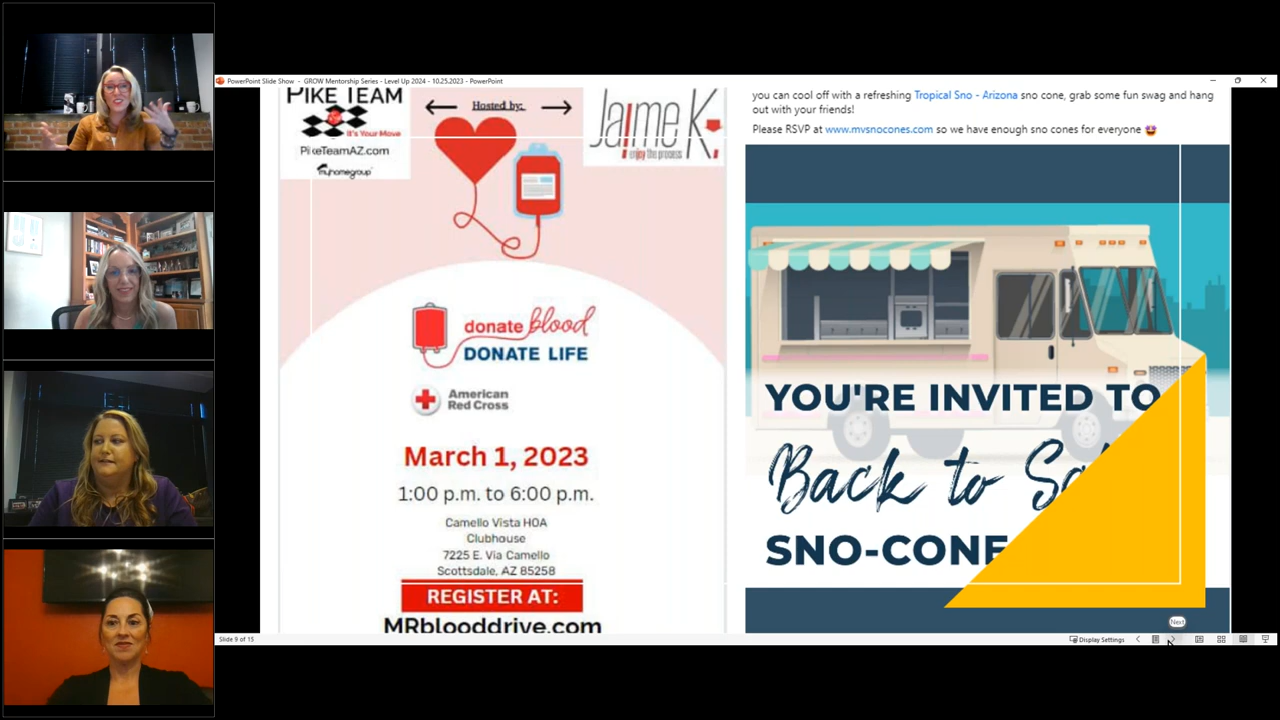 PowerPoint Slide Show - GROW Mentorship Series - Level Up 2024 - 10.25.2023 - PowerPoint
PIKE TEAM
It's Your Move
PikeTeamAZ.com
myhomegroup
Hosted by:
Jaime K.
enjoy the process
donate blood
DONATE LIFE
American
Red Cross
March 1, 2023
1:00 p.m. to 6:00 p.m.
Camello Vista HOA
Clubhouse
7225 E. Via Camello
Scottsdale, AZ 85258
REGISTER AT:
MRblooddrive.com
you can cool off with a refreshing Tropical Sno - Arizona sno cone, grab some fun swag and hang
out with your friends!
Please RSVP at www.mvsnocones.com so we have enough sno cones for everyone
YOU'RE INVITED TO
Back to
SNO-CONE
Next
Slide 9 of 15
Display Settings